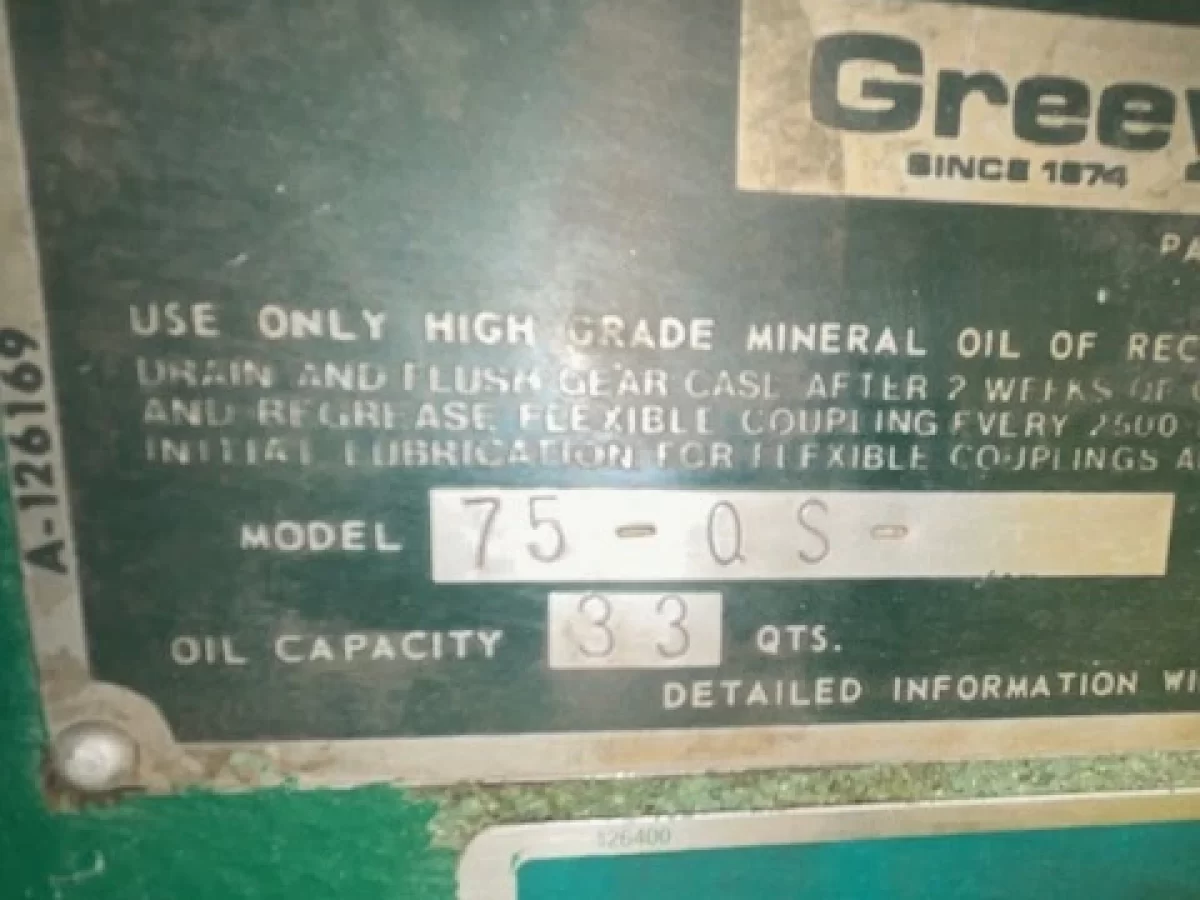 Greey
SINCE 1874
PA
USE ONLY HIGH GRADE MINERAL OIL OF REC
DRAIN AND FLUSH GEAR CASE AFTER 2 WEEKS OF
AND REGREASE FLEXIBLE COUPLING EVERY 2500
INITIAL LUBRICATION FOR FLEXIBLE COUPLINGS A
MODEL 75-QS-
OIL CAPACITY 33 QTS.
DETAILED INFORMATION WI
A-126169
126400